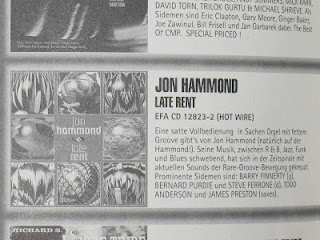 DAVID TORN, TRILOK GURTU & MICHAEL SHRIEVE. Als
Sidemen sind Eric Clapton, Gary Moore, Ginger Baker,
Joe Zawinul, Bill Frisell und Jan Garbarek dabei. The Best
Of CMP. SPECIAL PRICED !
JON HAMMOND
LATE RENT
EFA CD 12823-2 (HOT WIRE)
Eine satte Vollbedienung in Sachen Orgel mit fettem
Groove gibt's von Jon Hammond (natürlich auf der
Hammond!). Seine Musik, zwischen R&B, Jazz, Funk
und Blues schwebend, hat sich in der Zeitspirale mit
aktuellen Sounds der Rare-Groove-Bewegung gekreuzt.
Prominente Sidemen sind: BARRY FINNERTY (g),
BERNARD PURDIE und STEVE FERRONE (d), TODD
ANDERSON und JAMES PRESTON (saxes).
jon
hammond
late
rent
RICHARD S.
TRIBE